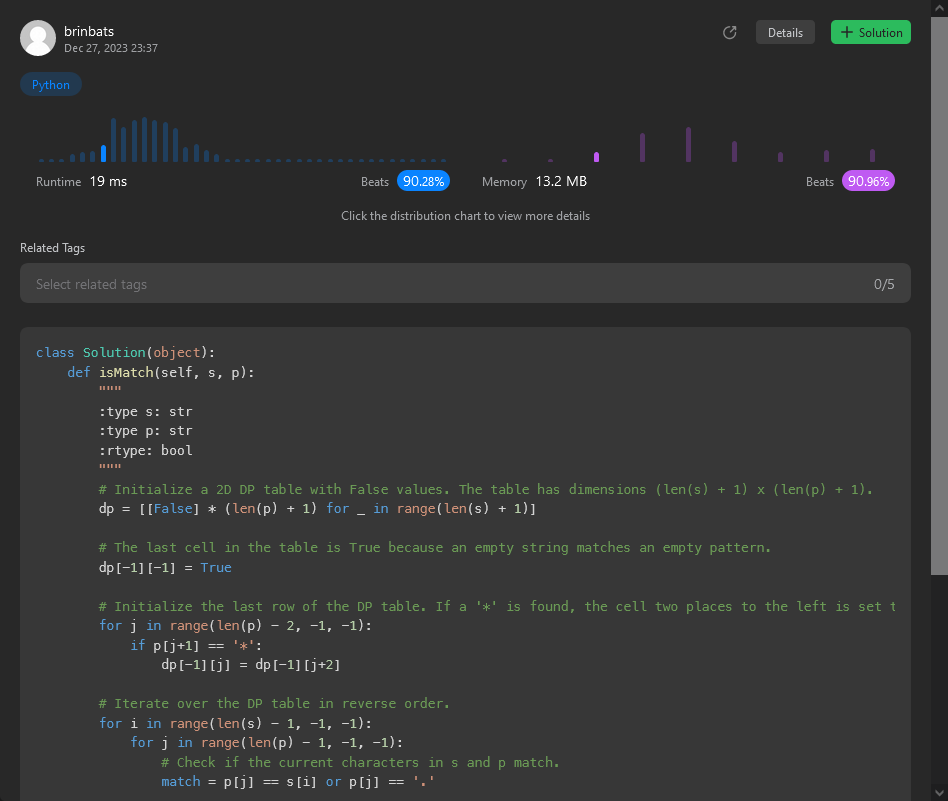 brinbats
Dec 27, 2023 23:37
Details
+ Solution
Python
Runtime 19 ms Beats 90.28% Memory 13.2 MB Beats 90.96%
Click the distribution chart to view more details
Related Tags
Select related tags 0/5
class Solution(object):
    def isMatch(self, s, p):
        """
        :type s: str
        :type p: str
        :rtype: bool
        """
        # Initialize a 2D DP table with False values. The table has dimensions (len(s) + 1) x (len(p) + 1).
        dp = [[False] * (len(p) + 1) for _ in range(len(s) + 1)]
        # The last cell in the table is True because an empty string matches an empty pattern.
        dp[-1][-1] = True
        # Initialize the last row of the DP table. If a '*' is found, the cell two places to the left is set t
        for j in range(len(p) - 2, -1, -1):
            if p[j+1] == '*':
                dp[-1][j] = dp[-1][j+2]
        # Iterate over the DP table in reverse order.
        for i in range(len(s) - 1, -1, -1):
            for j in range(len(p) - 1, -1, -1):
                # Check if the current characters in s and p match.
                match = p[j] == s[i] or p[j] == '.'